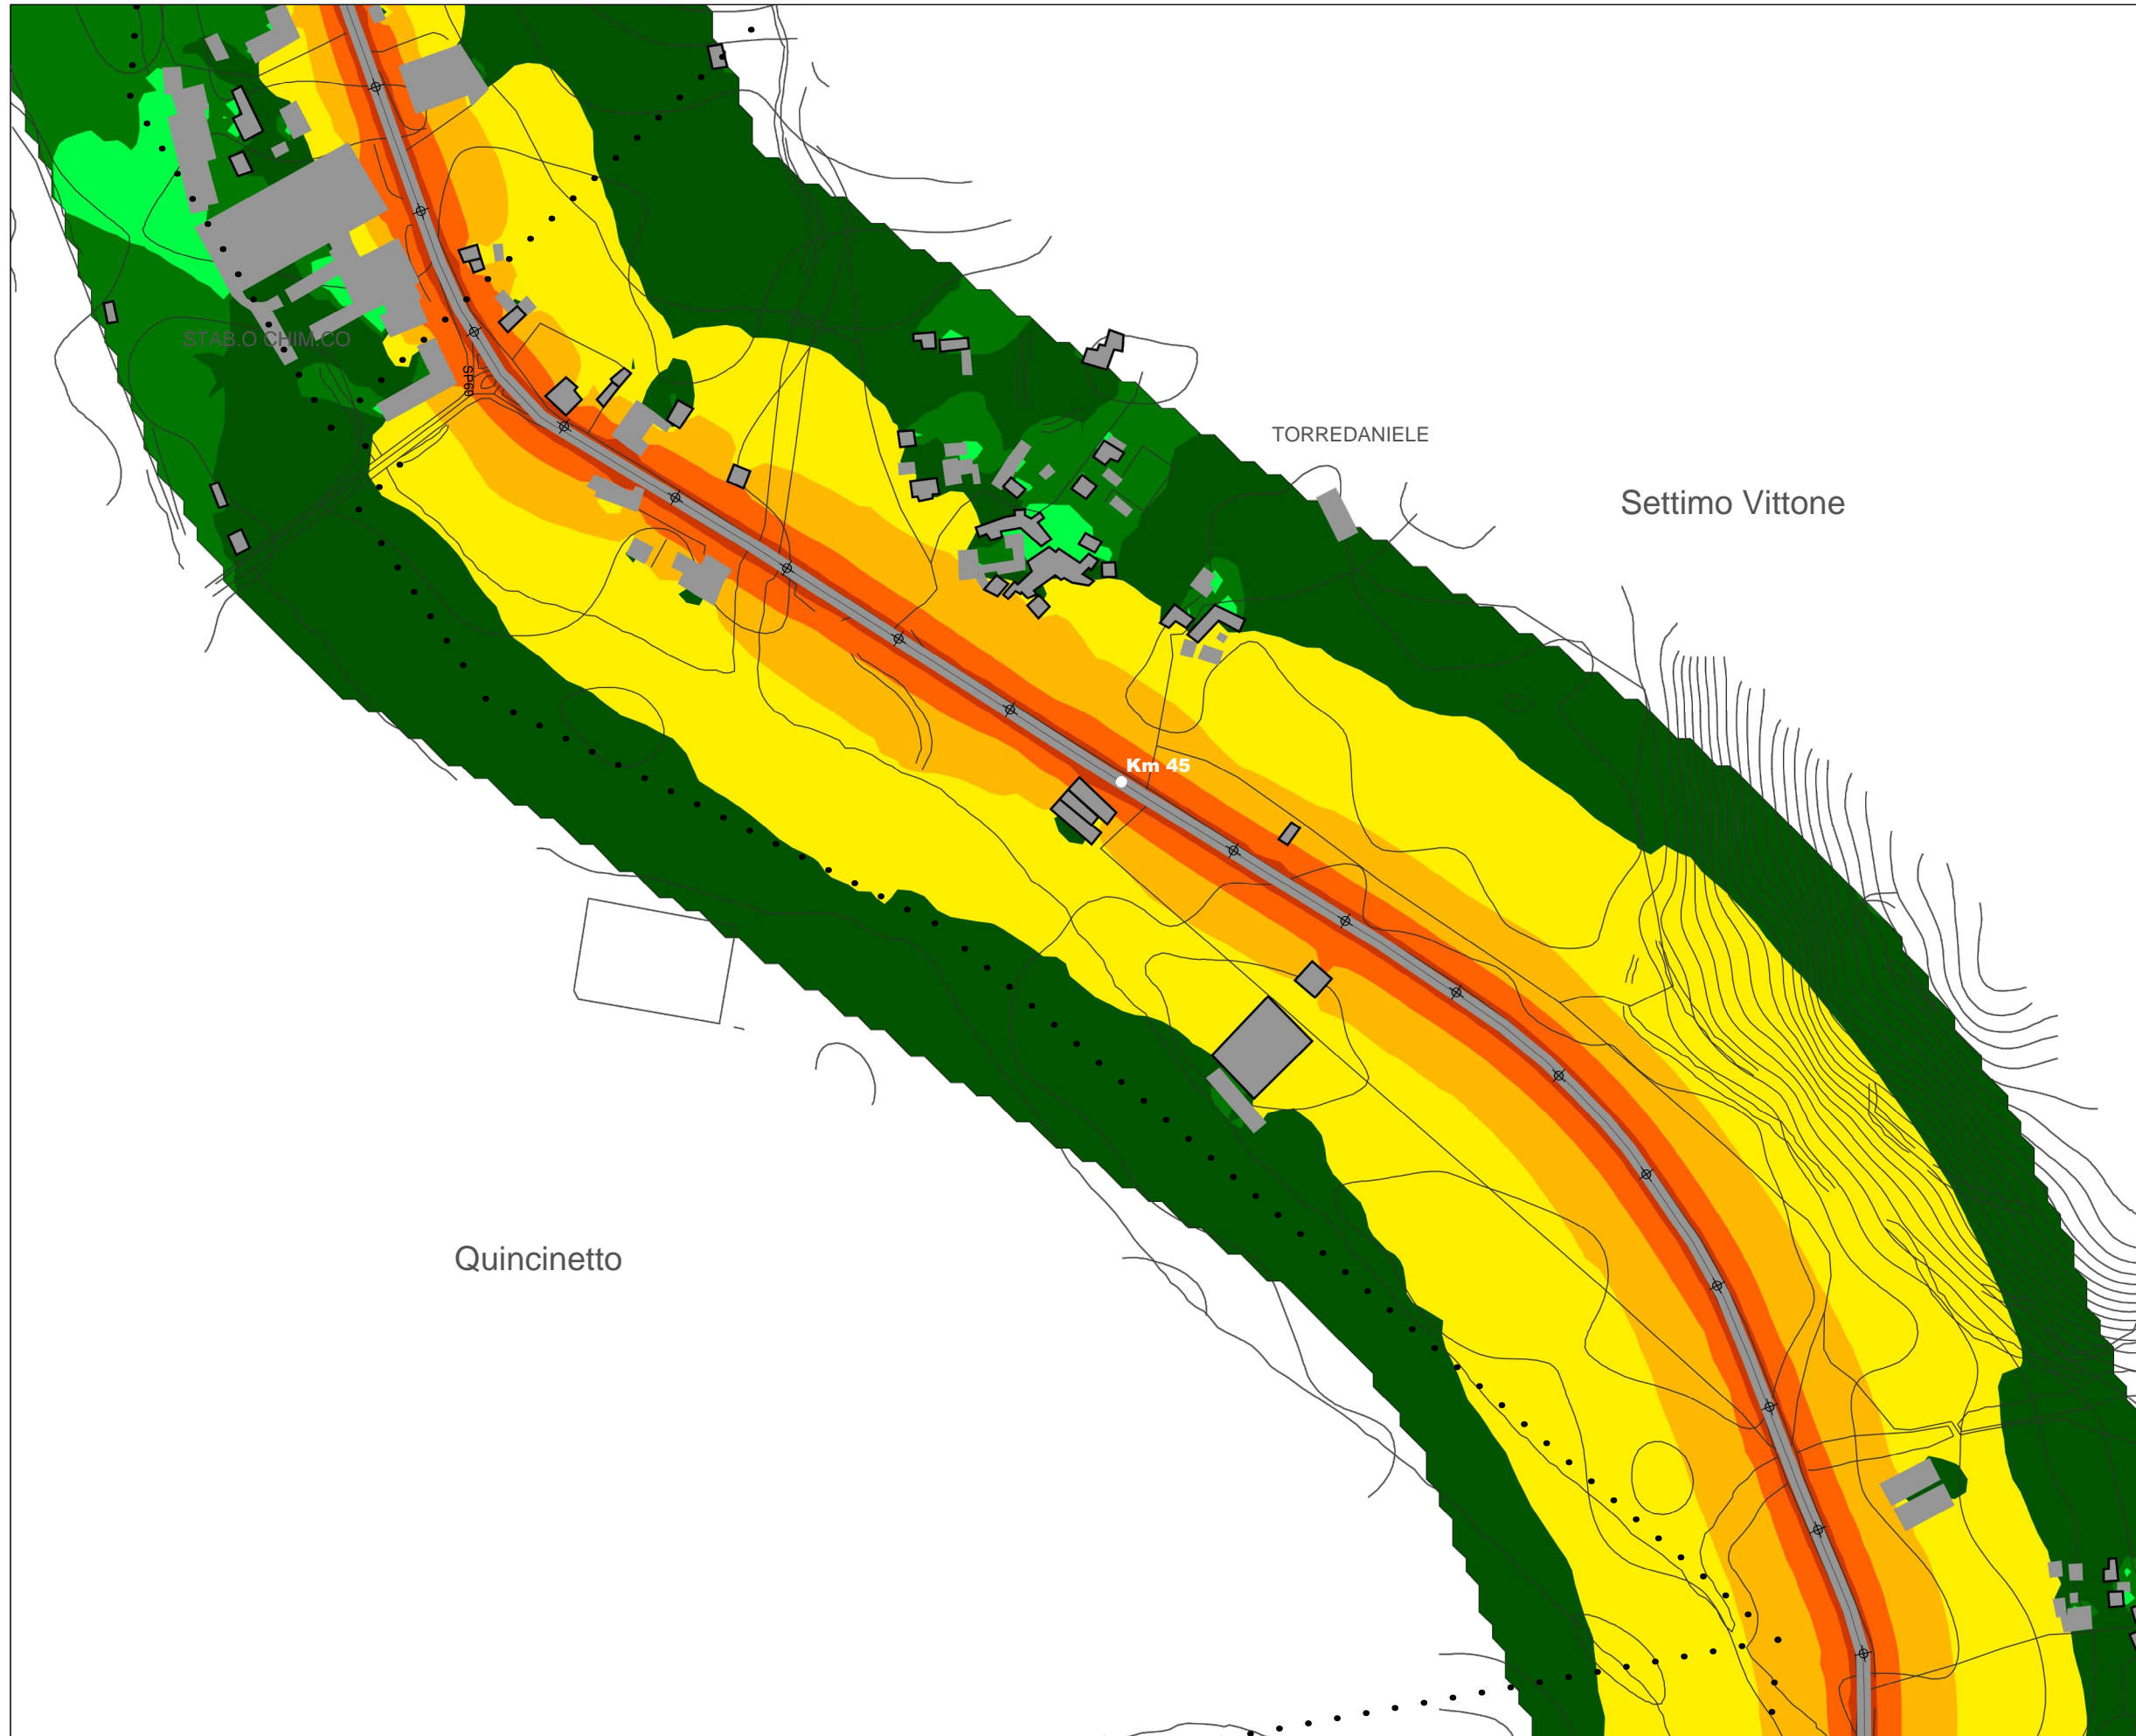 STAB.O CHIM.CO
SP69
TORREDANIELE
Settimo Vittone
Km 45
Quincinetto